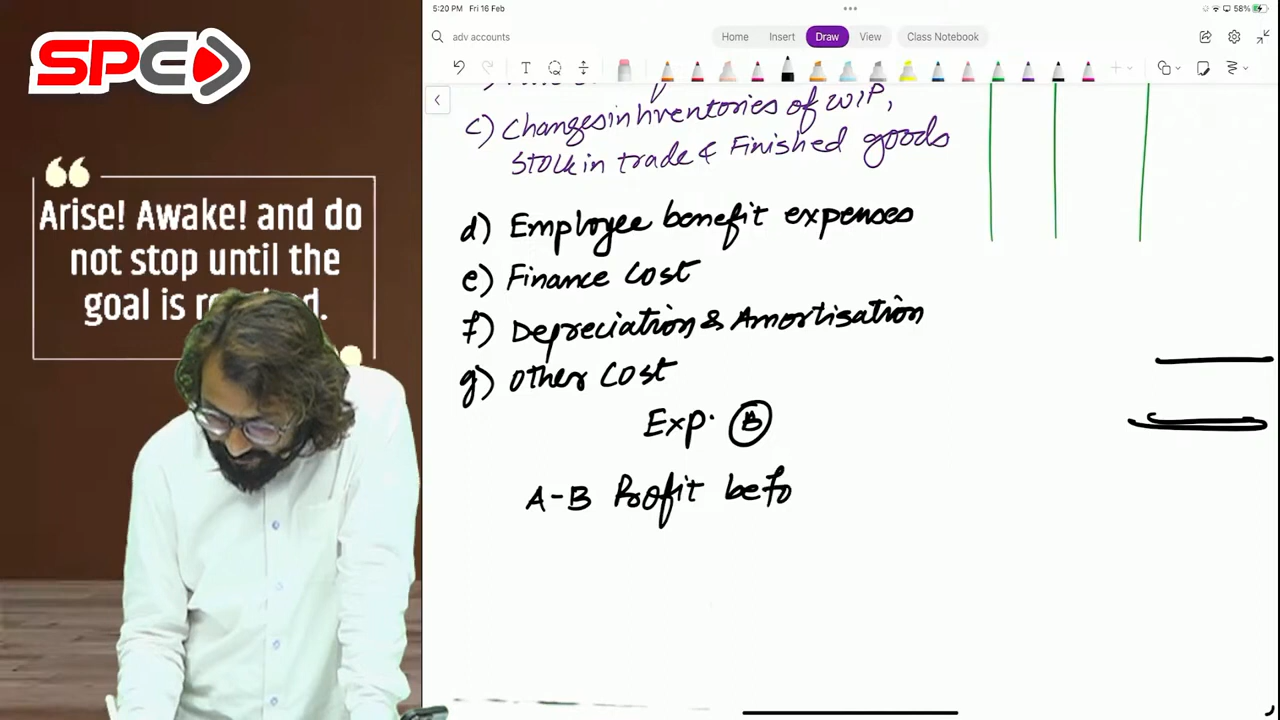 5:20 PM Fri 16 Feb
58%
adv accounts
Home Insert Draw View Class Notebook
SPE
Arise! Awake! and do
not stop until the
goal is
c) Changes in Inventories of WIP,
Stock in trade & Finished goods
d) Employee benefit expenses
e) Finance Cost
f) Depreciation & Amortisation
g) Other Cost
Exp. B
A-B Profit befo